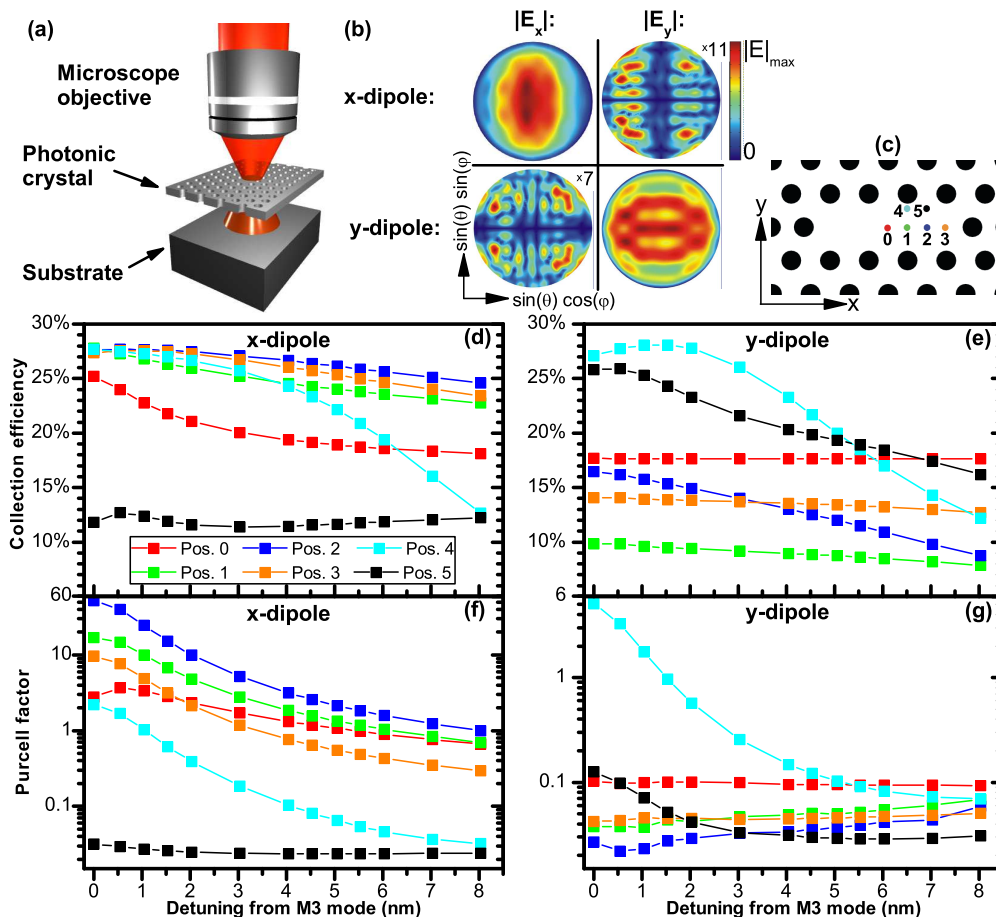 (a)
Microscope
objective
Photonic
crystal
Substrate
(b)
|Ex|:
|Ey|:
x-dipole:
y-dipole:
x11
x7
|E|max
0
sin(θ) sin(φ)
sin(θ) cos(φ)
(c)
y
x
4 5
0 1 2 3
x-dipole
(d)
30%
25%
20%
15%
10%
Collection efficiency
Pos. 0
Pos. 2
Pos. 4
Pos. 1
Pos. 3
Pos. 5
y-dipole
(e)
30%
25%
20%
15%
10%
x-dipole
(f)
60
10
1
0.1
Purcell factor
0 1 2 3 4 5 6 7 8
Detuning from M3 mode (nm)
y-dipole
(g)
6
1
0.1
0 1 2 3 4 5 6 7 8
Detuning from M3 mode (nm)